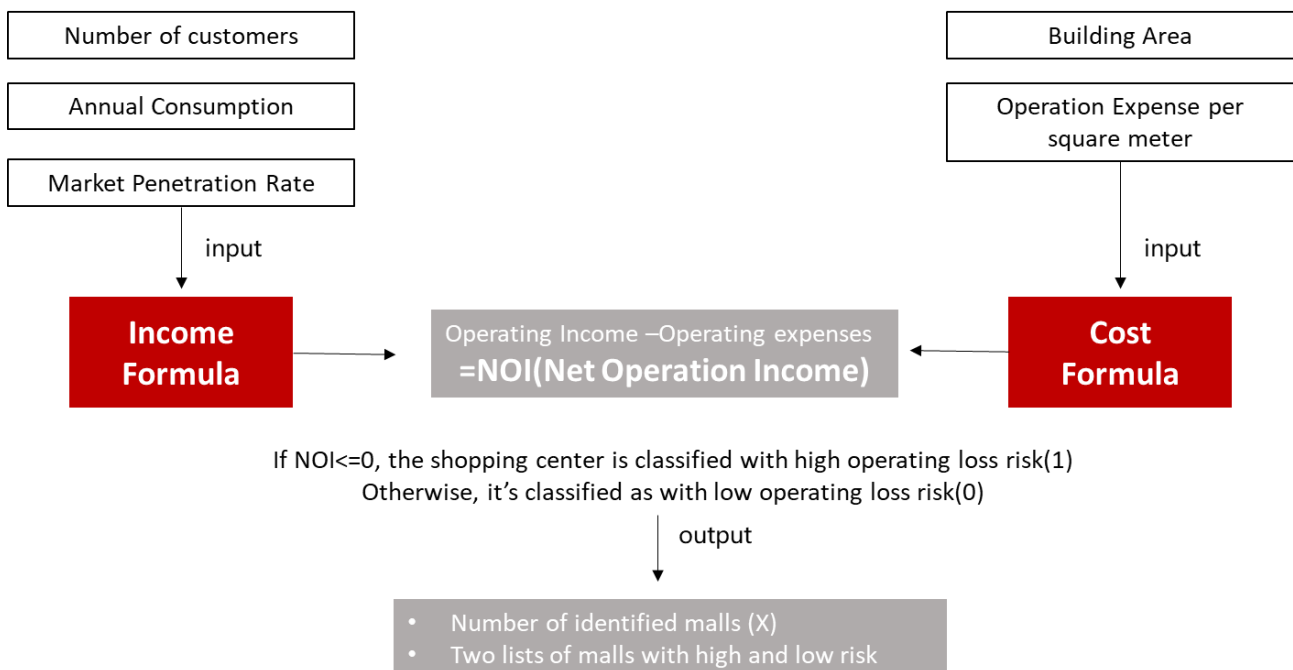 Number of customers
Annual Consumption
Market Penetration Rate
input
Income
Formula
Building Area
Operation Expense per
square meter
input
Cost
Formula
Operating Income –Operating expenses
=NOI(Net Operation Income)
If NOI<=0, the shopping center is classified with high operating loss risk(1)
Otherwise, it’s classified as with low operating loss risk(0)
output
• Number of identified malls (X)
• Two lists of malls with high and low risk